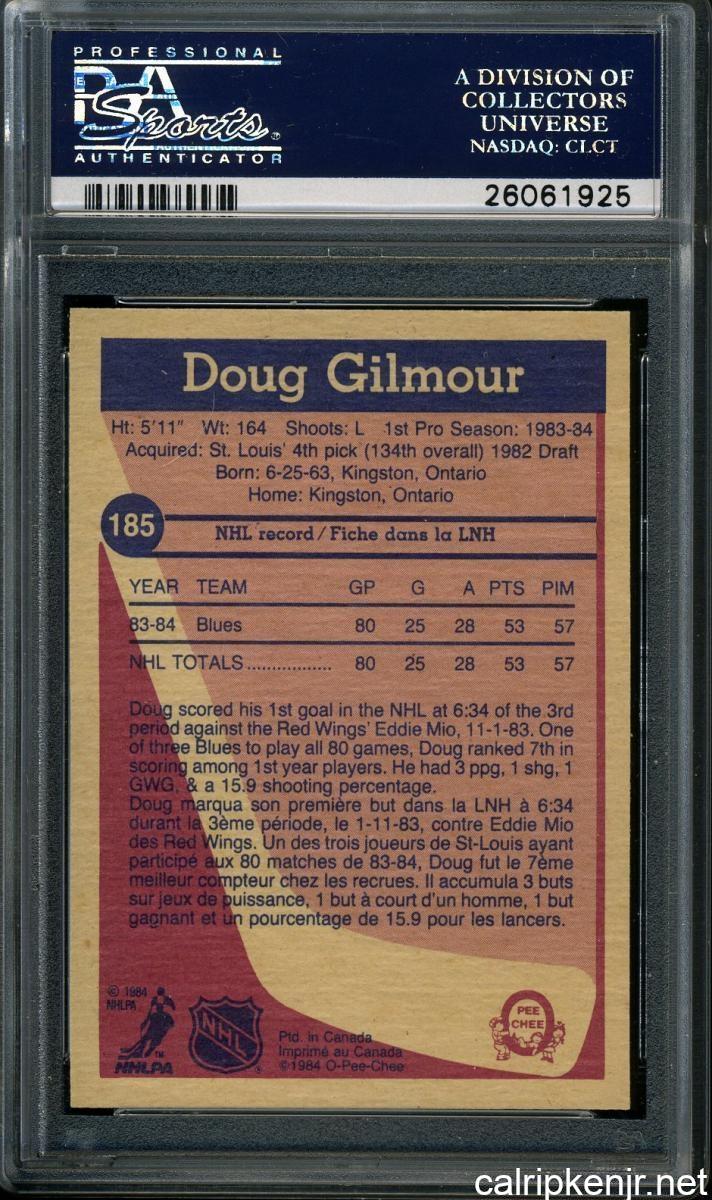 PROFESSIONAL
PSA
Sports
AUTHENTICATOR
A DIVISION OF
COLLECTORS
UNIVERSE
NASDAQ: CLCT
26061925
Doug Gilmour
Ht: 5'11" Wt: 164 Shoots: L 1st Pro Season: 1983-84
Acquired: St. Louis' 4th pick (134th overall) 1982 Draft
Born: 6-25-63, Kingston, Ontario
Home: Kingston, Ontario
185
NHL record/Fiche dans la LNH
YEAR TEAM GP G A PTS PIM
83-84 Blues 80 25 28 53 57
NHL TOTALS................. 80 25 28 53 57
Doug scored his 1st goal in the NHL at 6:34 of the 3rd
period against the Red Wings' Eddie Mio, 11-1-83. One
of three Blues to play all 80 games, Doug ranked 7th in
scoring among 1st year players. He had 3 ppg, 1 shg, 1
GWG, & a 15.9 shooting percentage.
Doug marqua son première but dans la LNH à 6:34
durant la 3ème période, le 1-11-83, contre Eddie Mio
des Red Wings. Un des trois joueurs de St-Louis ayant
participé aux 80 matches de 83-84, Doug fut le 7ème
meilleur compteur chez les recrues. Il accumula 3 buts
sur jeux de puissance, 1 but à court d'un homme, 1 but
gagnant et un pourcentage de 15.9 pour les lancers.
© 1984
NHLPA
NHLPA
TM
NHL
Ptd. in Canada
Imprimé au Canada
©1984 O-Pee-Chee
PEE
CHEE
calripkenjr.net